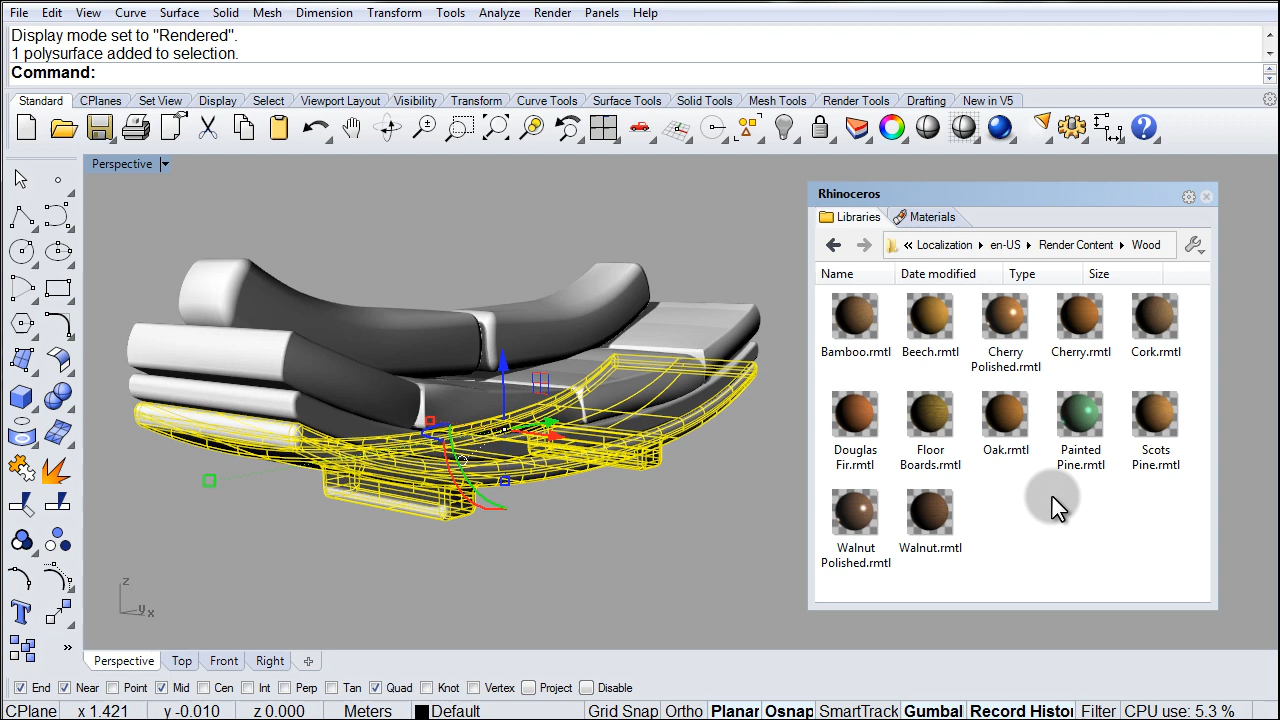 File Edit View Curve Surface Solid Mesh Dimension Transform Tools Analyze Render Panels Help
Display mode set to "Rendered".
1 polysurface added to selection.
Command:
Standard CPlanes Set View Display Select Viewport Layout Visibility Transform Curve Tools Surface Tools Solid Tools Mesh Tools Render Tools Drafting New in V5
Perspective
Rhinoceros
Libraries Materials
« Localization en-US Render Content Wood
Name Date modified Type Size
Bamboo.rmtl Beech.rmtl Cherry Polished.rmtl Cherry.rmtl Cork.rmtl
Douglas Fir.rmtl Floor Bords.rmtl Oak.rmtl Painted Pine.rmtl Scots Pine.rmtl
Walnut Polished.rmtl Walnut.rmtl
z
y x
Perspective Top Front Right
End Near Point Mid Cen Int Perp Tan Quad Knot Vertex Project Disable
CPlane x 1.421 y -0.010 z 0.000 Meters Default Grid Snap Ortho Planar Osnap SmartTrack Gumbal Record Histo Filter CPU use: 5.3 %